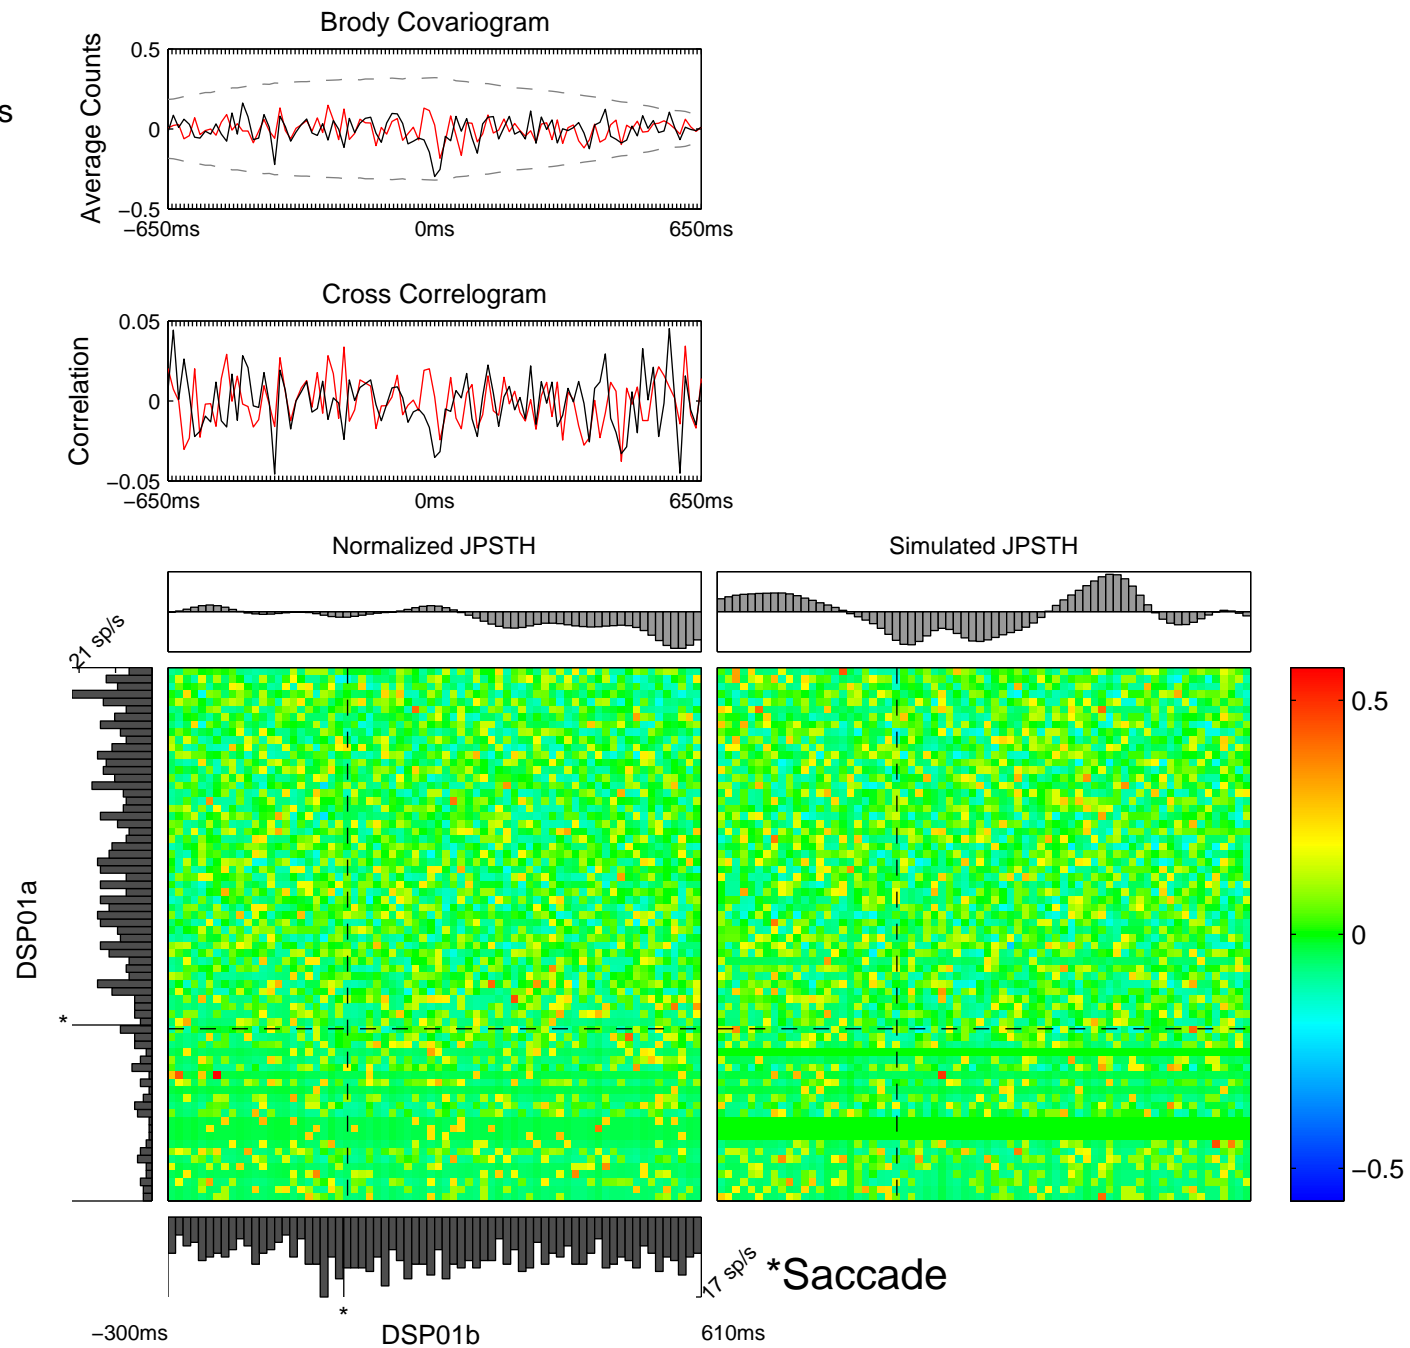 Brody Covariogram
s
Average Counts
0.5
0
−0.5
−650ms
0ms
650ms
Cross Correlogram
Correlation
0.05
0
−0.05
−650ms
0ms
650ms
Normalized JPSTH
Simulated JPSTH
21 sp/s
DSP01a
*
0.5
0
−0.5
17 sp/s
*Saccade
*
−300ms
DSP01b
610ms